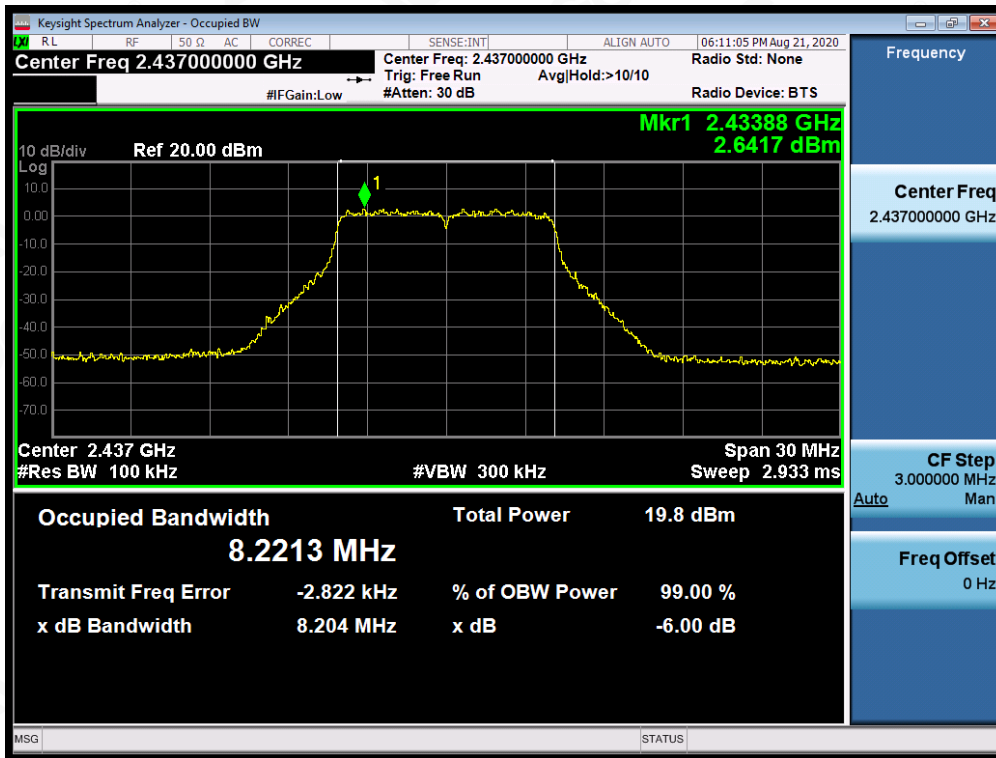 Keysight Spectrum Analyzer - Occupied BW
LXI RL RF 50 Ω AC CORREC SENSE:INT ALIGN AUTO 06:11:05 PM Aug 21, 2020
Center Freq 2.437000000 GHz
Center Freq: 2.437000000 GHz
Radio Std: None
Trig: Free Run Avg|Hold:>10/10
#IFGain:Low
#Atten: 30 dB
Radio Device: BTS
Mkr1 2.43388 GHz
2.6417 dBm
10 dB/div Ref 20.00 dBm
Log
10.0
0.00
-10.0
-20.0
-30.0
-40.0
-50.0
-60.0
-70.0
1
Center 2.437 GHz
Span 30 MHz
#Res BW 100 kHz
#VBW 300 kHz
Sweep 2.933 ms
Occupied Bandwidth
8.2213 MHz
Total Power 19.8 dBm
Transmit Freq Error -2.822 kHz
% of OBW Power 99.00 %
x dB Bandwidth 8.204 MHz
x dB -6.00 dB
Frequency
Center Freq
2.437000000 GHz
CF Step
3.000000 MHz
Auto Man
Freq Offset
0 Hz
MSG
STATUS